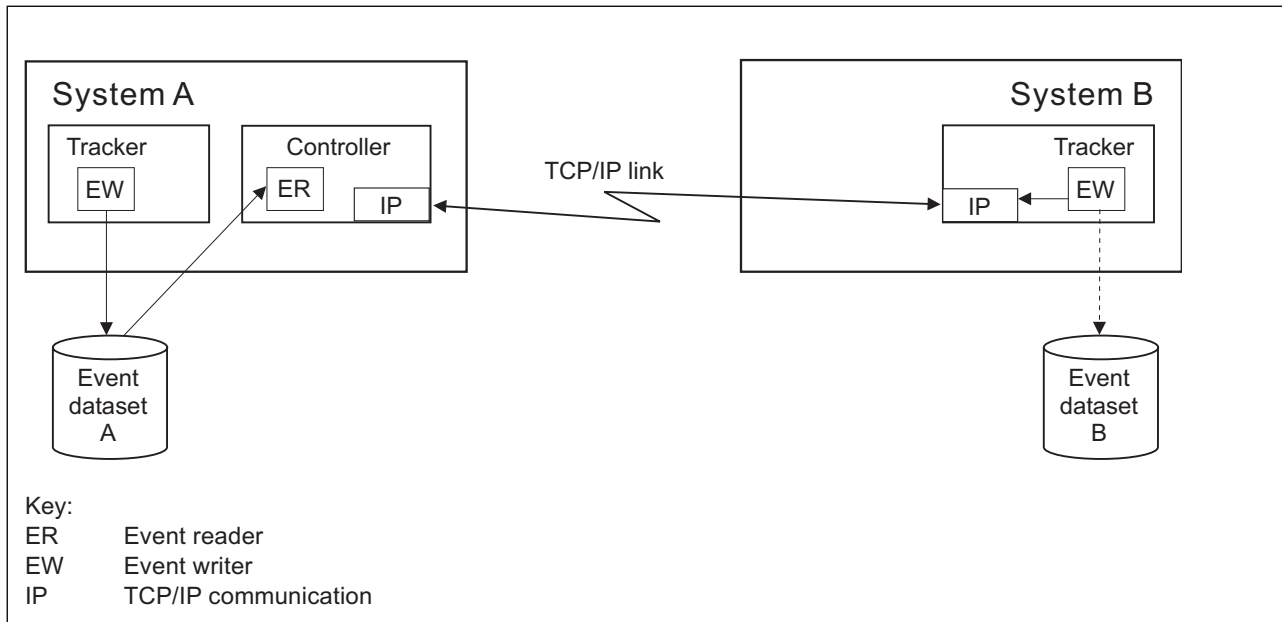 System A
System B
Tracker
Controller
TCP/IP link
Tracker
EW
ER
IP
IP
EW
Event
dataset
A
Event
dataset
B
Key:
ER Event reader
EW Event writer
IP TCP/IP communication